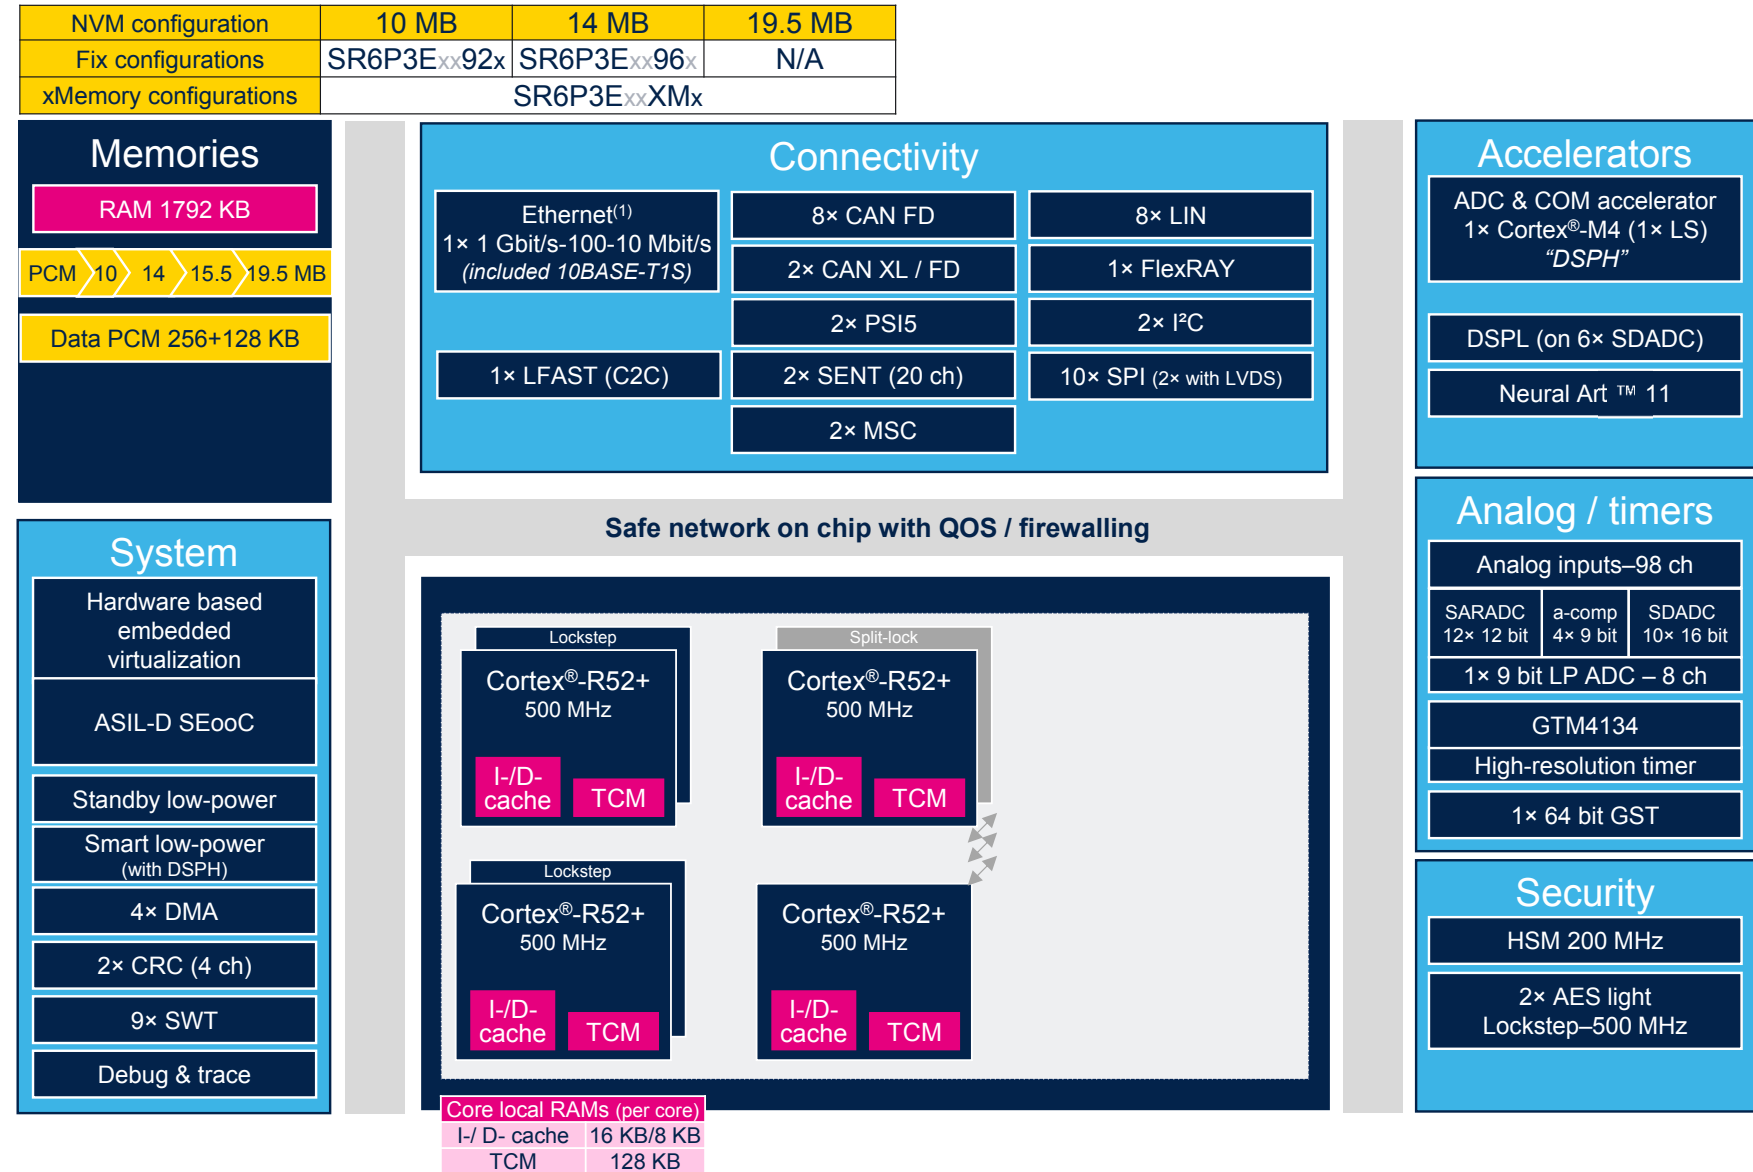 NVM configuration 10 MB 14 MB 19.5 MB
Fix configurations SR6P3Exx92x SR6P3Exx96x N/A
xMemory configurations SR6P3ExxXMx
Memories
RAM 1792 KB
PCM 10 14 15.5 19.5 MB
Data PCM 256+128 KB
System
Hardware based
embedded
virtualization
ASIL-D SEooC
Standby low-power
Smart low-power
(with DSPH)
4× DMA
2× CRC (4 ch)
9× SWT
Debug & trace
Connectivity
Ethernet(1)
1× 1 Gbit/s-100-10 Mbit/s
(included 10BASE-T1S)
1× LFAST (C2C)
8× CAN FD
2× CAN XL / FD
2× PSI5
2× SENT (20 ch)
2× MSC
8× LIN
1× FlexRAY
2× I²C
10× SPI (2× with LVDS)
Safe network on chip with QOS / firewalling
Lockstep
Cortex®-R52+
500 MHz
I-/D-
cache
TCM
Split-lock
Cortex®-R52+
500 MHz
I-/D-
cache
TCM
Lockstep
Cortex®-R52+
500 MHz
I-/D-
cache
TCM
Cortex®-R52+
500 MHz
I-/D-
cache
TCM
Core local RAMs (per core)
I-/ D- cache 16 KB/8 KB
TCM 128 KB
Accelerators
ADC & COM accelerator
1× Cortex®-M4 (1× LS)
“DSPH”
DSPL (on 6× SDADC)
Neural Art ™ 11
Analog / timers
Analog inputs–98 ch
SARADC
12× 12 bit
a-comp
4× 9 bit
SDADC
10× 16 bit
1× 9 bit LP ADC – 8 ch
GTM4134
High-resolution timer
1× 64 bit GST
Security
HSM 200 MHz
2× AES light
Lockstep–500 MHz